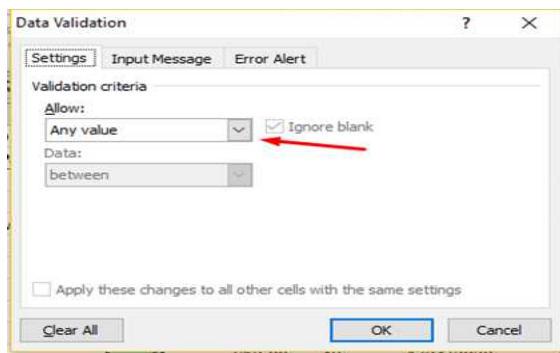 Data Validation ?
Settings Input Message Error Alert
Validation criteria
Allow:
Any value Ignore blank
Data:
between
Apply these changes to all other cells with the same settings
Clear All OK Cancel